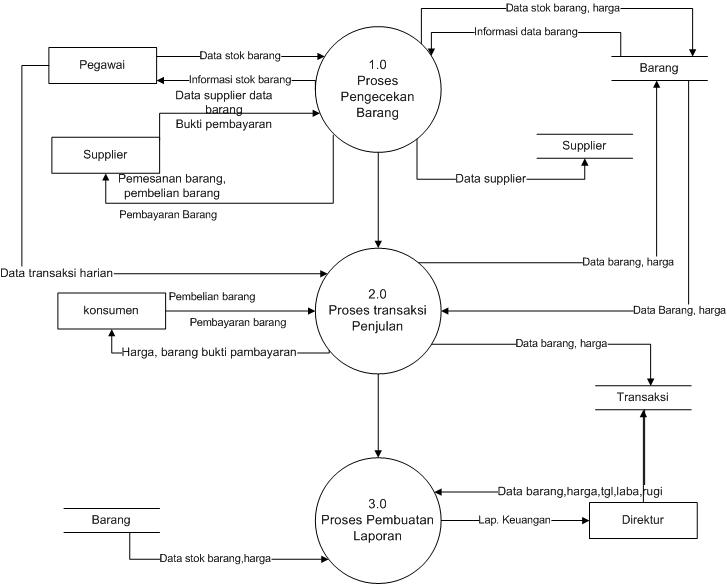 Data stok barang, harga
Informasi data barang
Pegawai
Data stok barang
Informasi stok barang
1.0
Proses
Pengecekan
Barang
Barang
Data supplier data
barang
Bukti pembayaran
Supplier
Supplier
Pemesanan barang,
pembelian barang
Pembayaran Barang
Data supplier
Data barang, harga
Data transaksi harian
2.0
Proses transaksi
Penjulan
konsumen
Pembelian barang
Pembayaran barang
Data Barang, harga
Harga, barang bukti pambayaran
Data barang, harga
Transaksi
3.0
Proses Pembuatan
Laporan
Data barang,harga,tgl,laba,rugi
Lap. Keuangan
Direktur
Barang
Data stok barang,harga